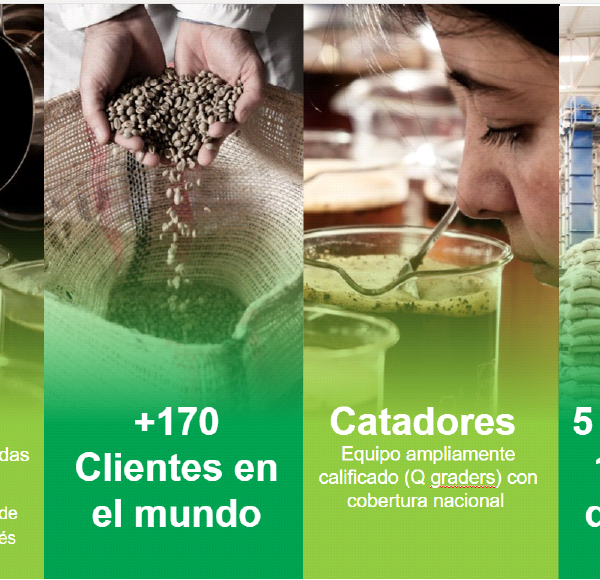 das
de
és
+170
Clientes en
el mundo
Catadores
Equipo ampliamente
calificado (Q graders) con
cobertura nacional
5